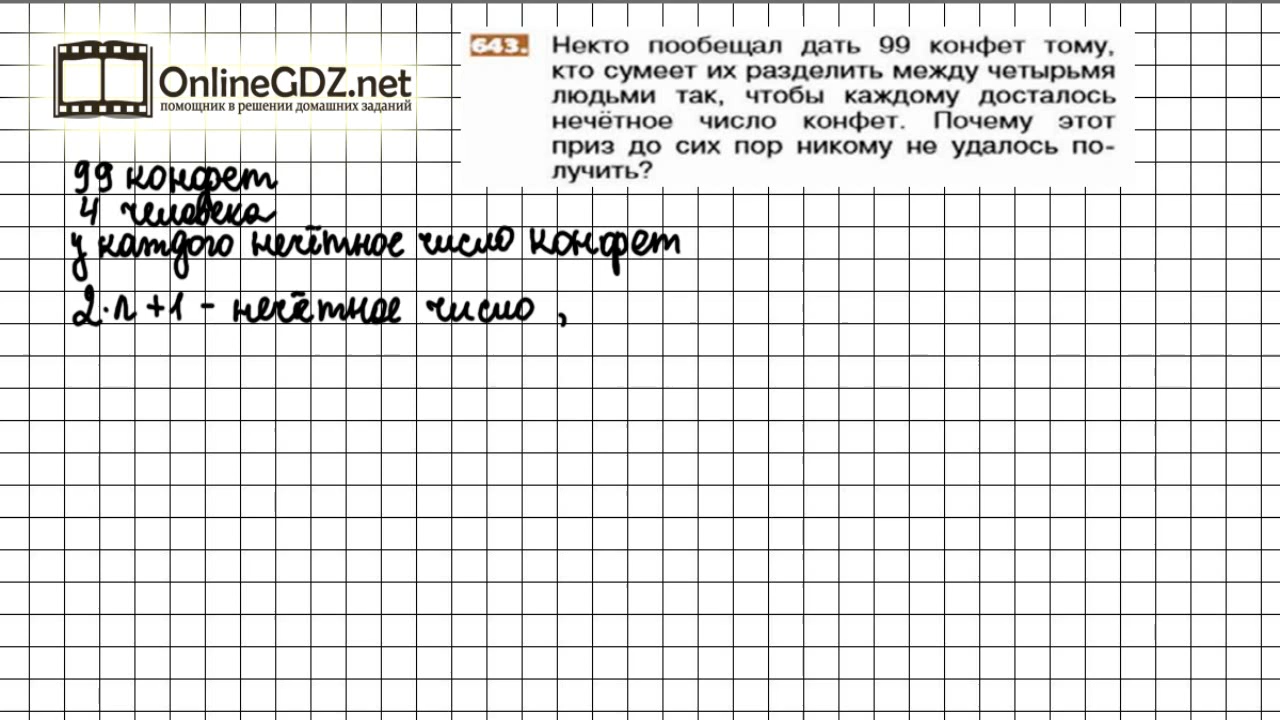 OnlineGDZ.net
помощник в решении домашних заданий
643. Некто пообещал дать 99 конфет тому,
кто сумеет их разделить между четырьмя
людьми так, чтобы каждому досталось
нечётное число конфет. Почему этот
приз до сих пор никому не удалось по-
лучить?
99 конфет
4 человека
у каждого нечётное число конфет
2·n+1 - нечётное число ,